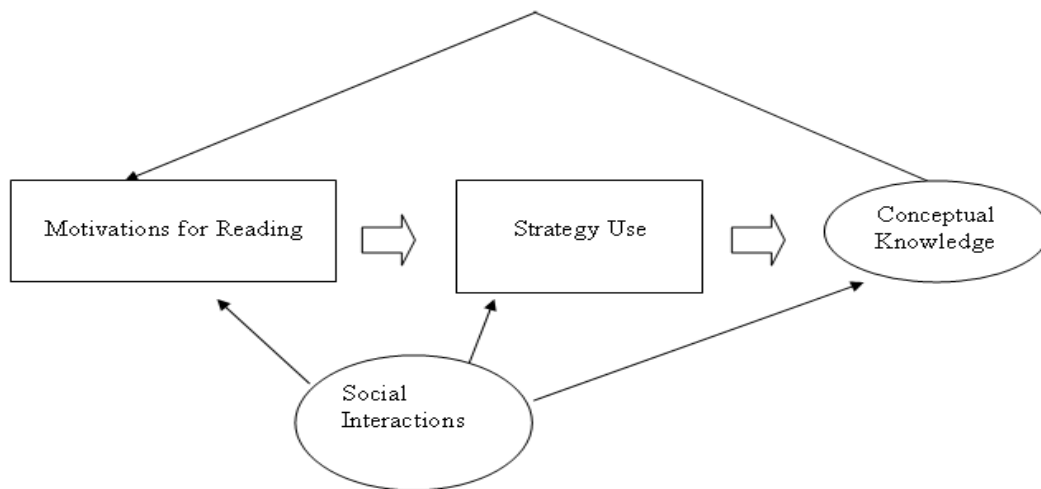 Motivations for Reading
Strategy Use
Conceptual
Knowledge
Social
Interactions